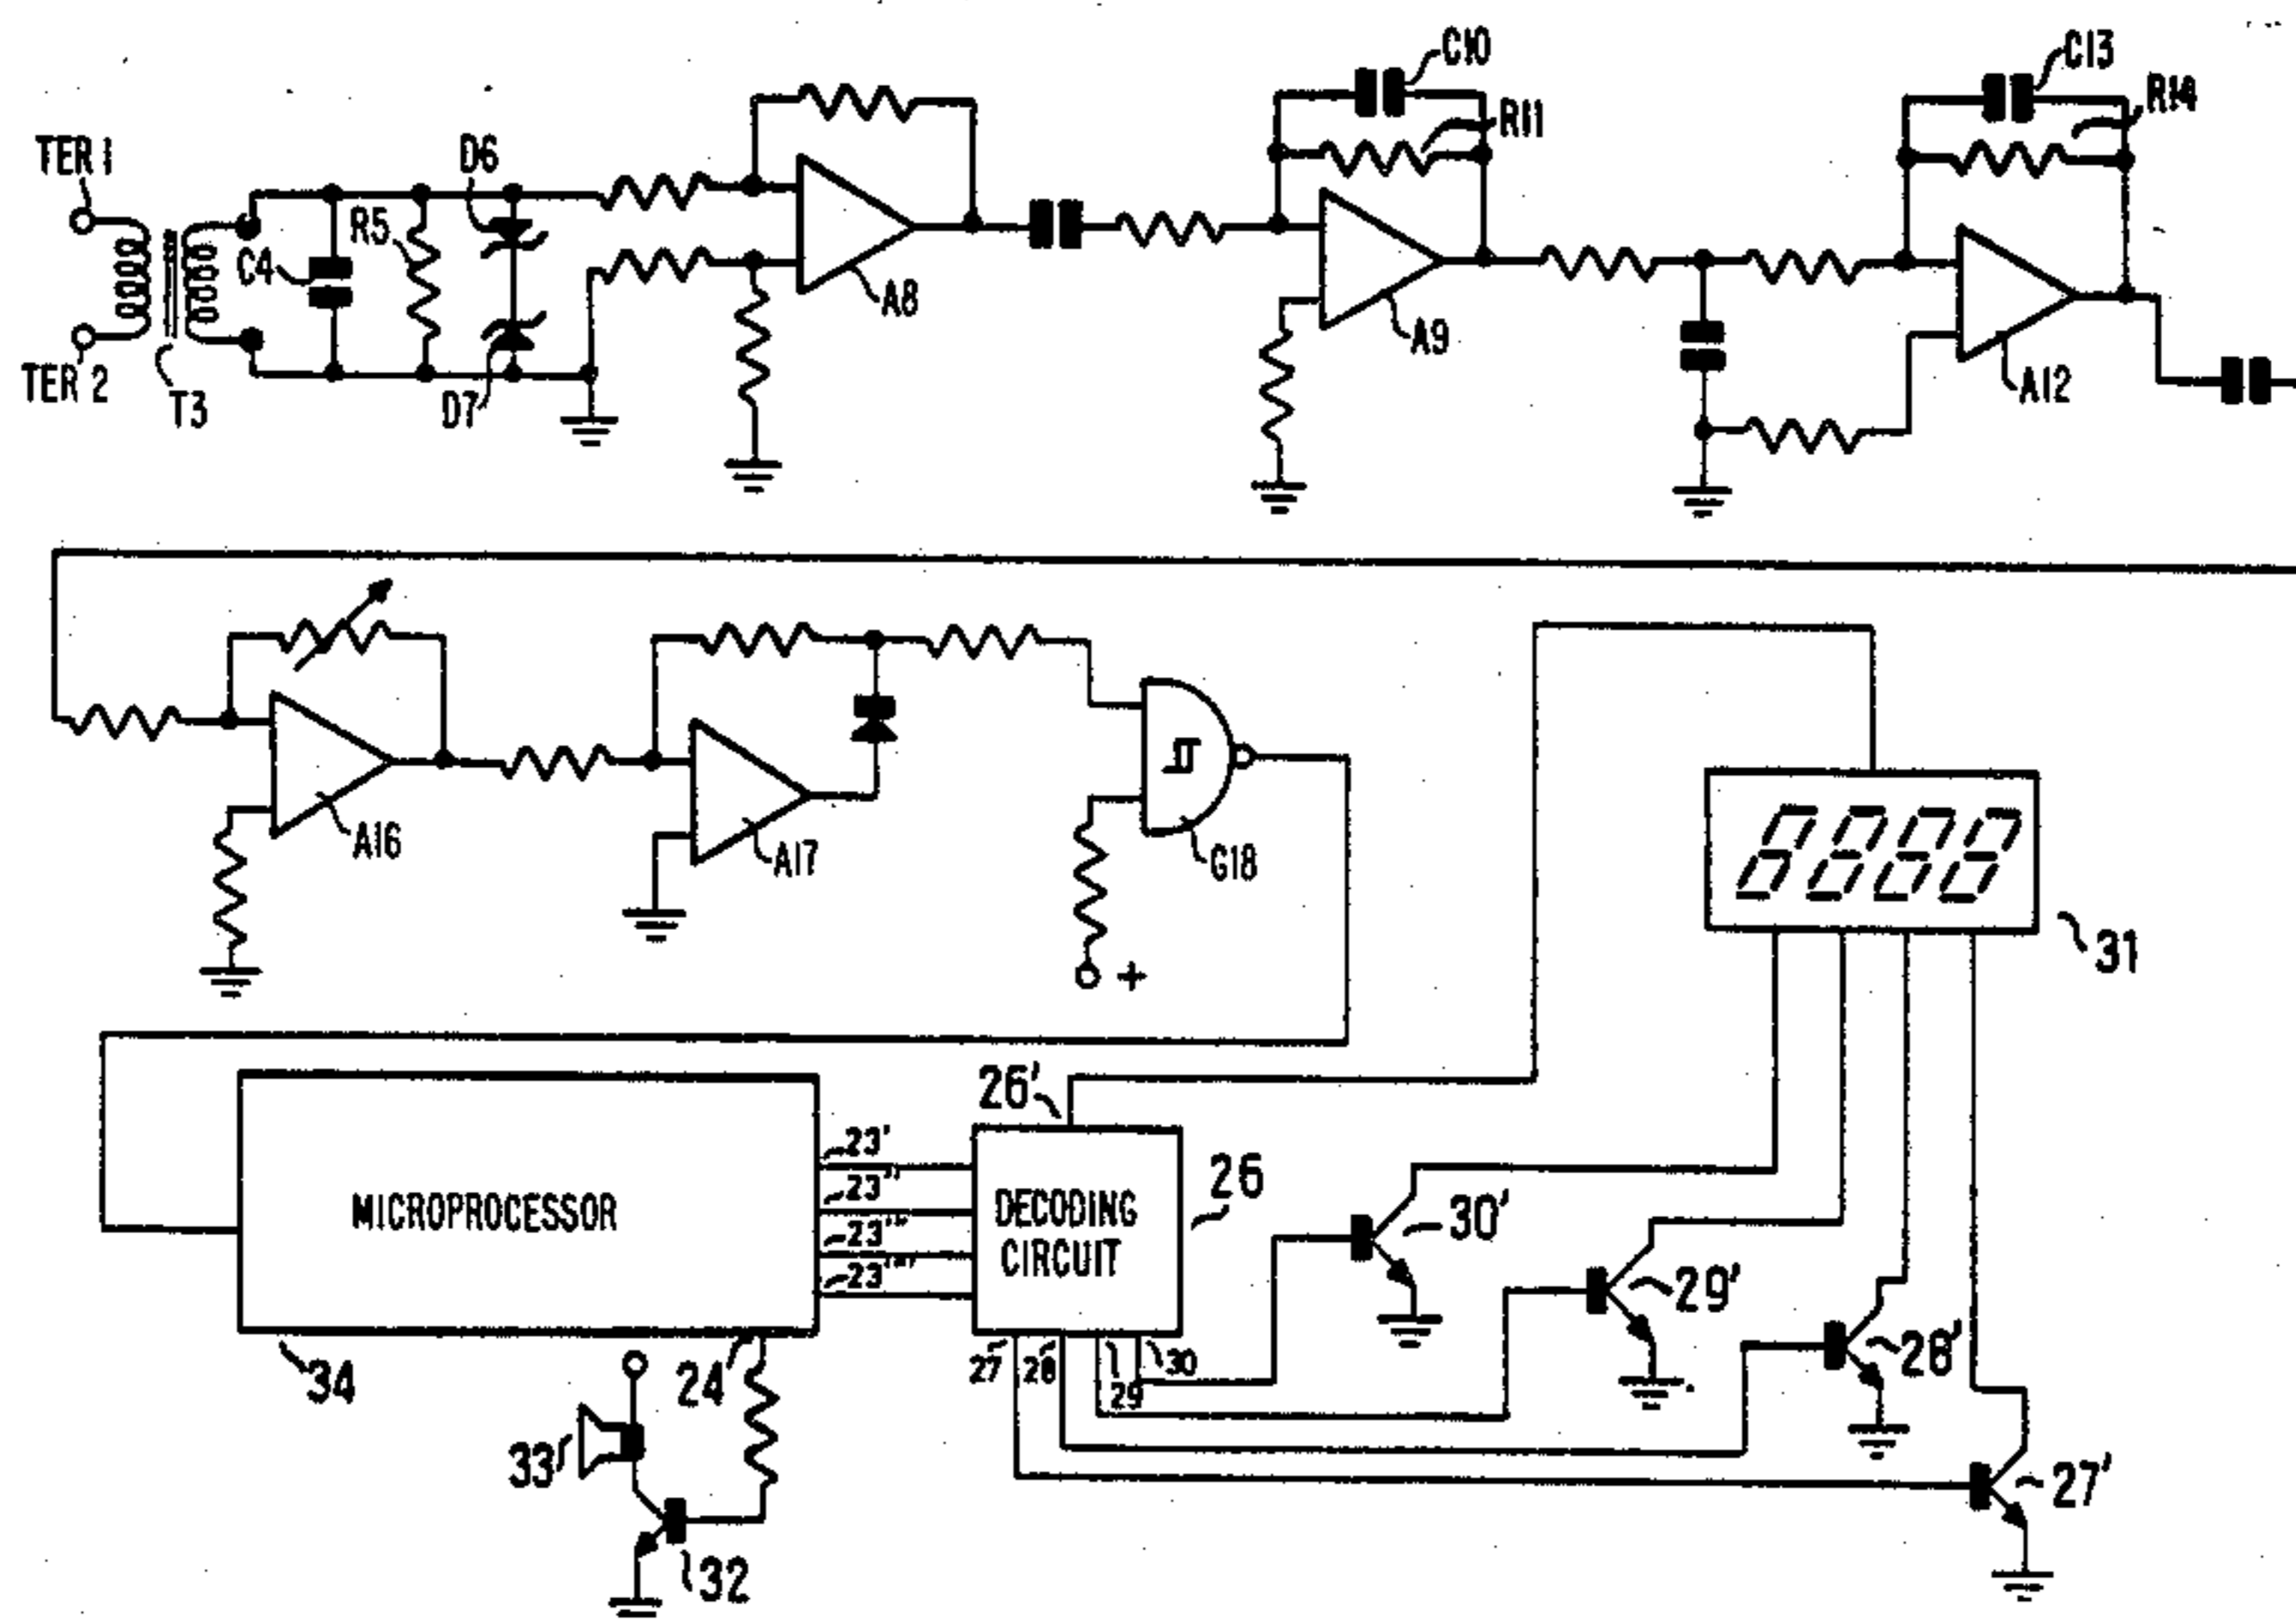 C10
C13
R11
R14
TER 1
D6
R5
C4
A8
A9
A12
TER 2
T3
D7
A16
A17
G18
+
8888
31
26'
23'
23"
23"'
23""
MICROPROCESSOR
DECODING
CIRCUIT
26
30'
29'
28'
27'
34
24
27
28
29
30
33
32